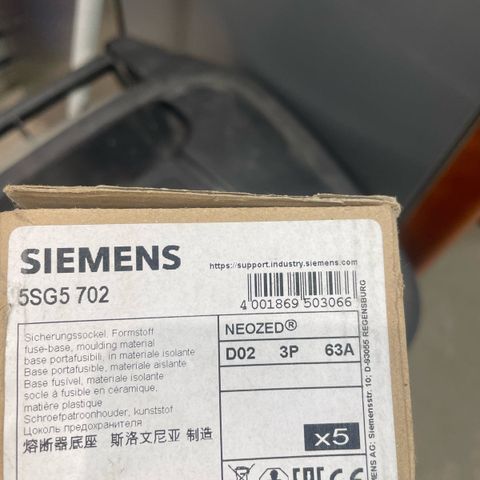 SIEMENS
https://support.industry.siemens.com
5SG5 702
4 001869 503066
Sicherungssockel, Formstoff
fuse-base, moulding material
base portafusibili, in materiale isolante
Base portafusible, materiale aislante
Base fusível, materiale isolante
socle à fusible en céramique,
matière plastique
Schroefpatroonhouder, kunststof
Цоколь предохранителя
熔断器底座 斯洛文尼亚 制造
NEOZED®
D02 3P 63A
x5
EAC CE
MENS AG; Siemensstr. 10; D-93055 REGENSBURG